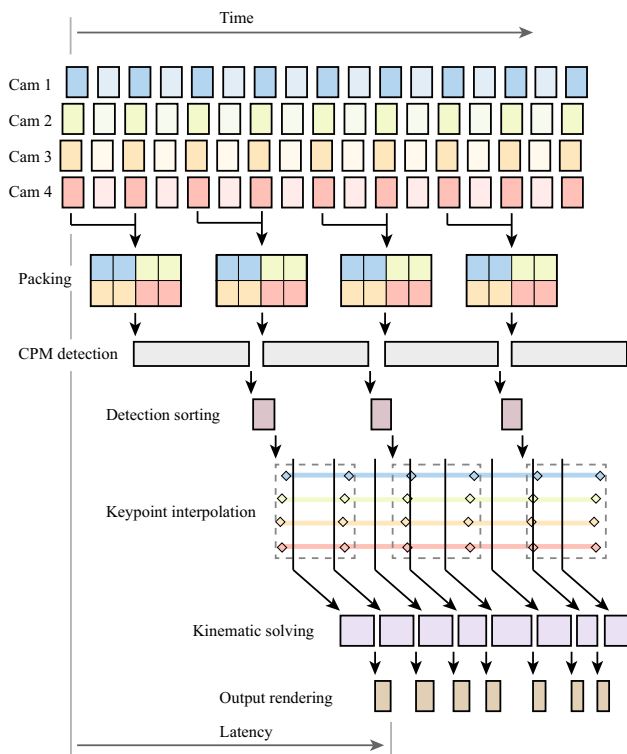 Time
Cam 1
Cam 2
Cam 3
Cam 4
Packing
CPM detection
Detection sorting
Keypoint interpolation
Kinematic solving
Output rendering
Latency